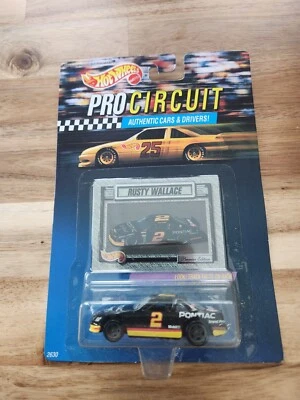 Hot Wheels
PRO CIRCUIT
AUTHENTIC CARS & DRIVERS!
25
RUSTY WALLACE
2
2
PONTIAC
2630